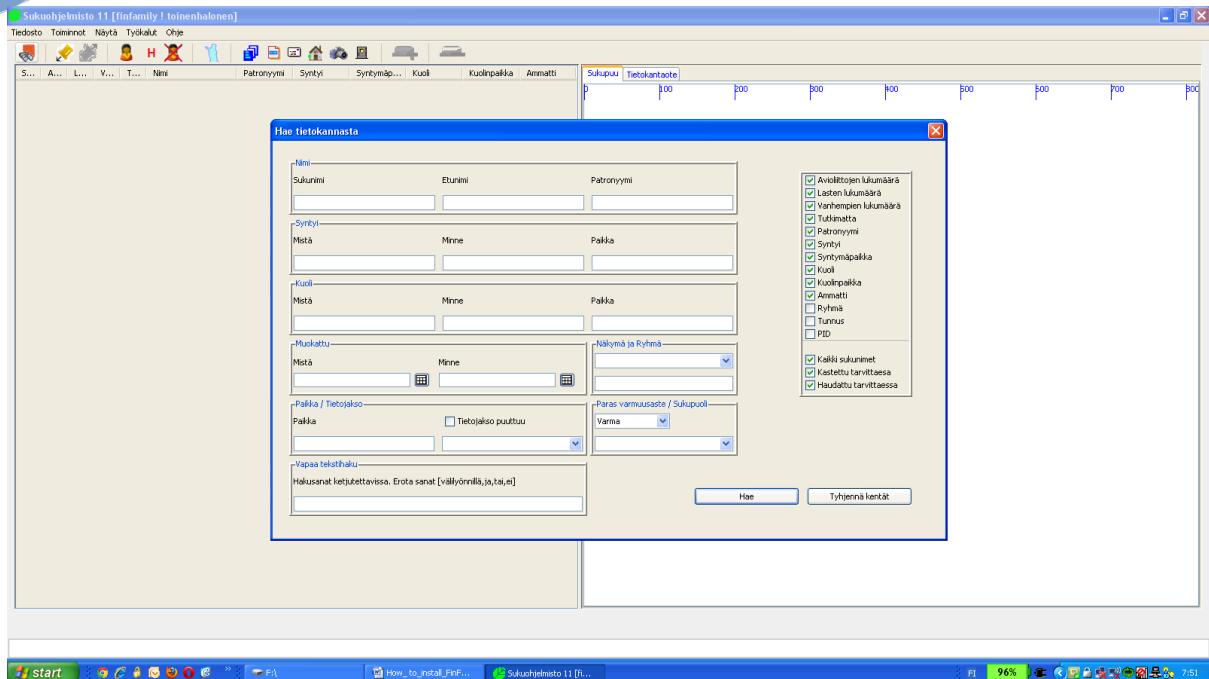 Sukuohjelmisto 11 [finfamily ! toinenhalonen]
Tiedosto Toiminnot Näytä Työkalut Ohje
H
S... A... L... V... T... Nimi Patronyymi Syntyi Syntymäp... Kuoli Kuolinpaikka Ammatti
Sukupuu Tietokantaote
0 100 200 300 400 500 600 700 800
Hae tietokannasta
Nimi
Sukunimi Etunimi Patronyymi
Syntyi
Mistä Minne Paikka
Kuoli
Mistä Minne Paikka
Muokattu
Mistä Minne
Näkymä ja Ryhmä
Paikka / Tietojakso
Paikka Tietojakso puuttuu
Paras varmuusaste / Sukupuoli
Varma
Vapaa tekstihaku
Hakusanat ketjutettavissa. Erota sanat [välilyönnillä,ja,tai,ei]
Avioliittojen lukumäärä
Lasten lukumäärä
Vanhempien lukumäärä
Tutkimatta
Patronyymi
Syntyi
Syntymäpaikka
Kuoli
Kuolinpaikka
Ammatti
Ryhmä
Tunnus
PID
Kaikki sukunimet
Kastettu tarvittaesa
Haudattu tarvittaessa
Hae Tyhjennä kentät
start F:\ How_to_install_FinF... Sukuohjelmisto 11 [fi... FI 96% 7:51